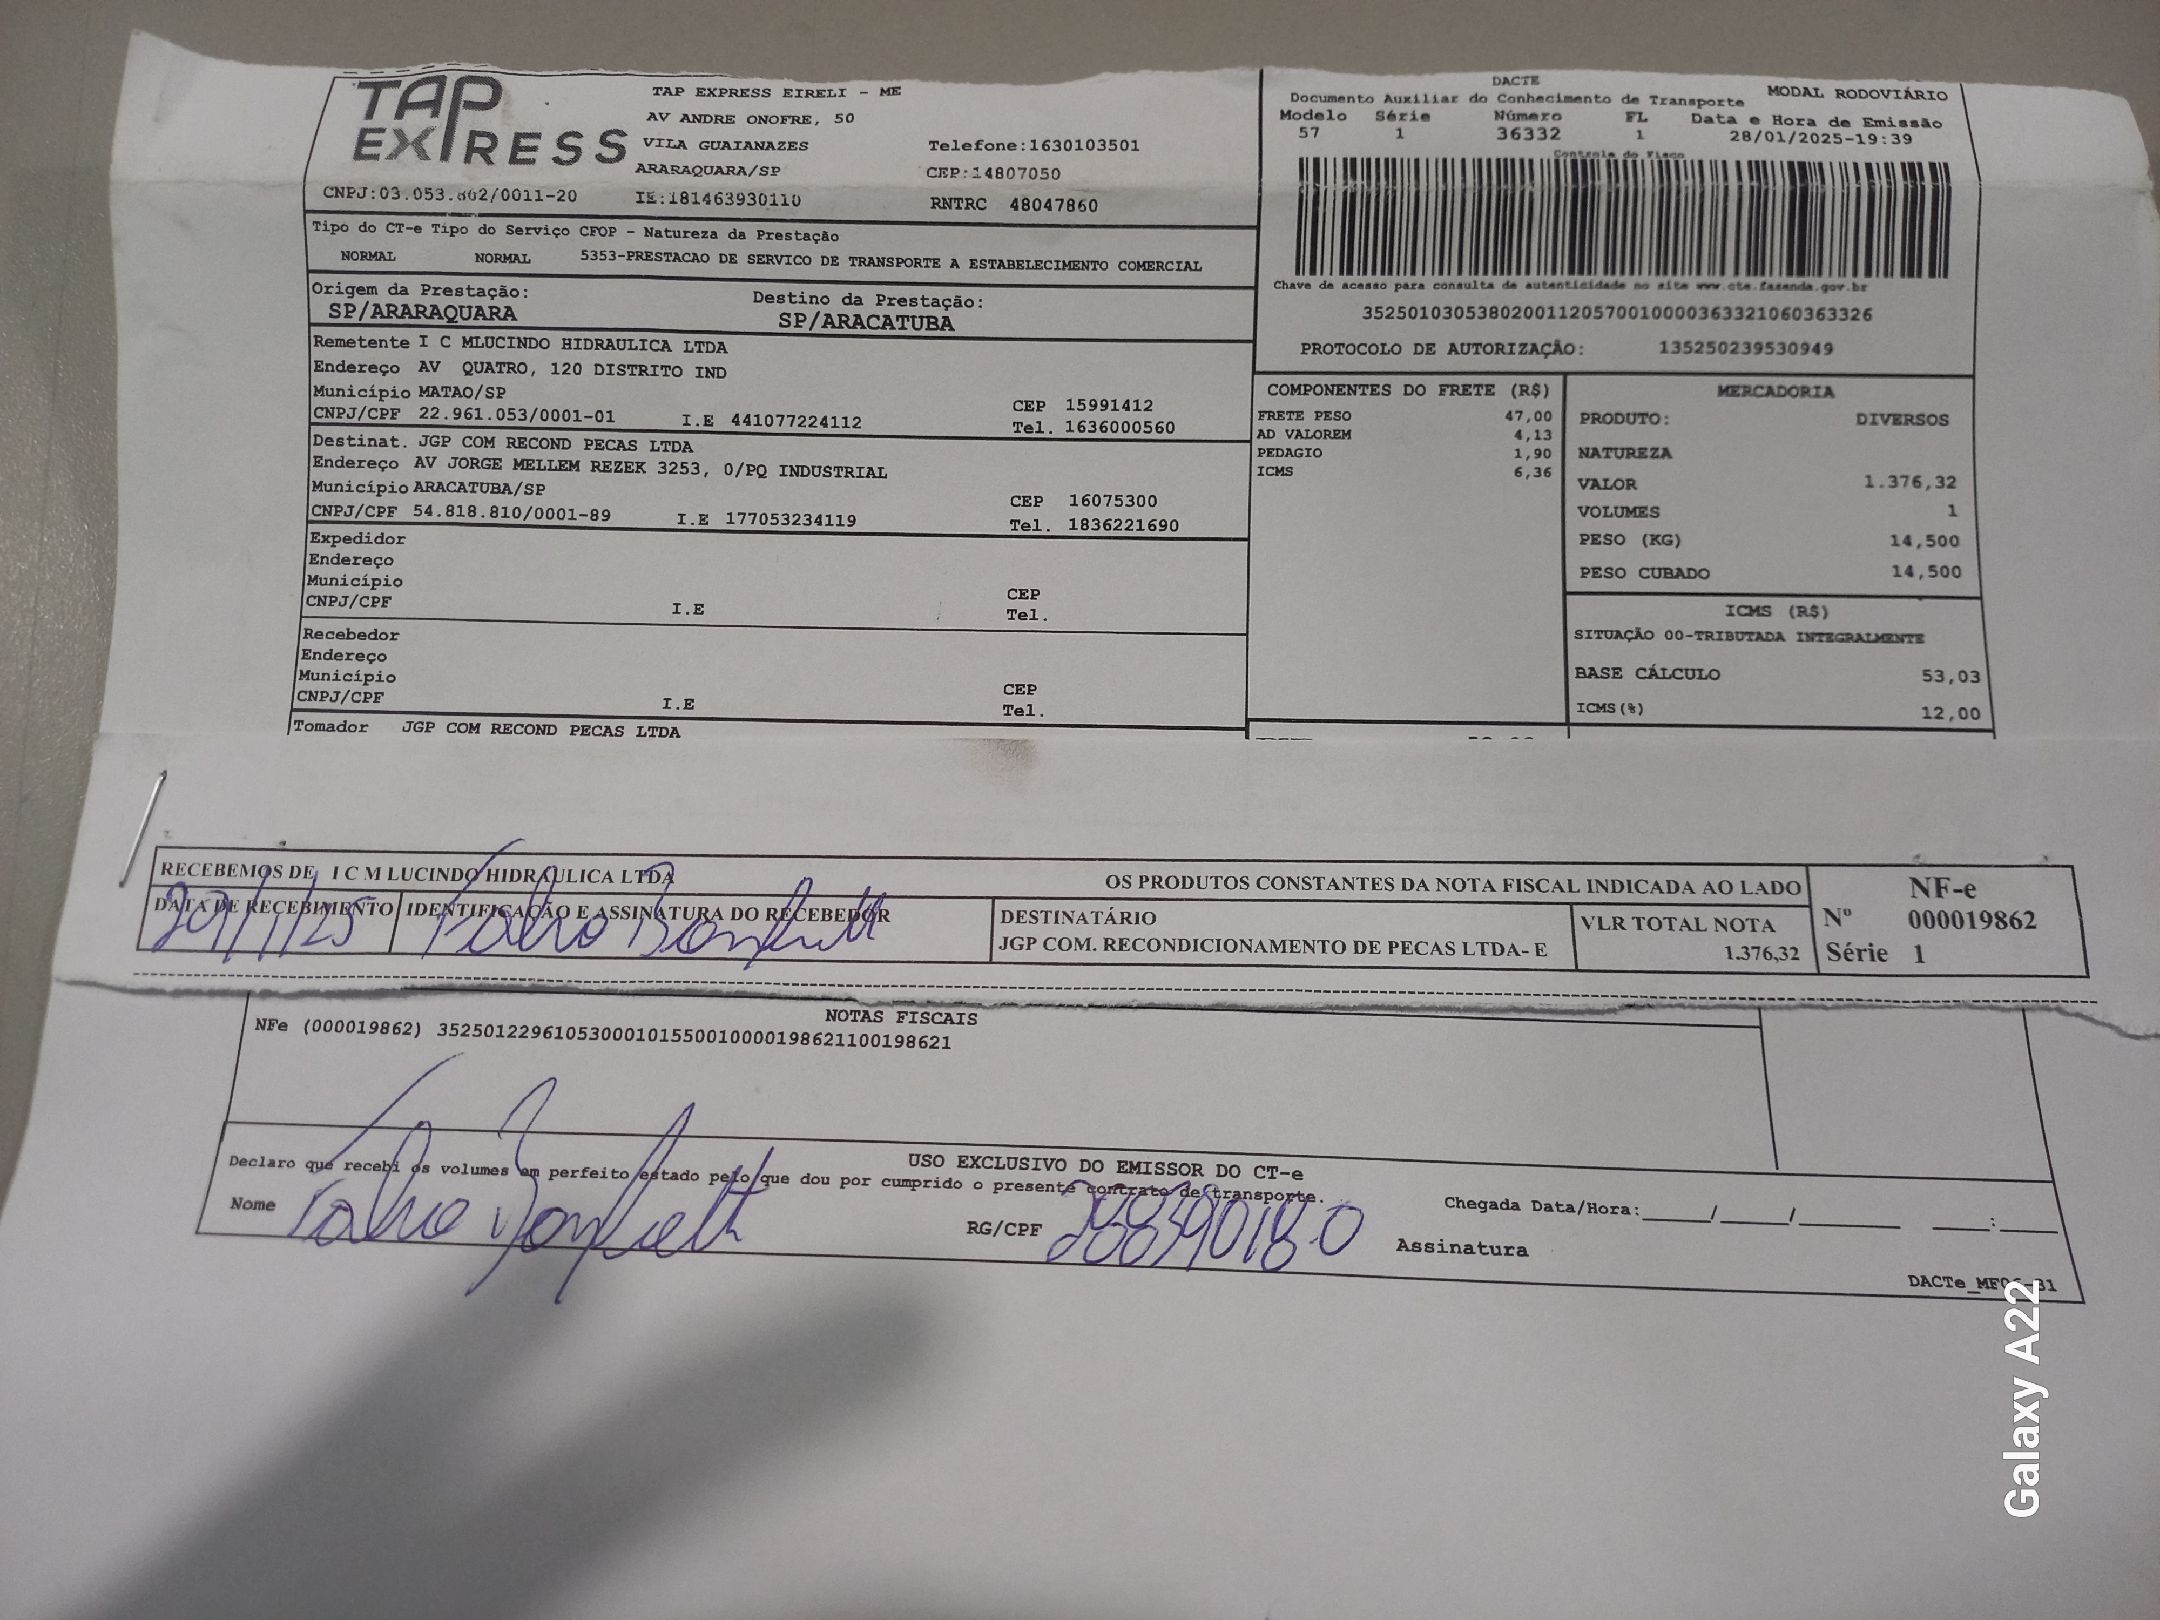 TAP EXPRESS
TAP EXPRESS EIRELI - ME
AV ANDRE ONOFRE, 50
VILA GUAIANAZES
Telefone:1630103501
ARARAQUARA/SP
CEP:14807050
CNPJ:03.053.802/0011-20 IE:181463930110 RNTRC 48047860
DACTE
Documento Auxiliar do Conhecimento de Transporte MODAL RODOVIÁRIO
Modelo Série Número FL Data e Hora de Emissão
57 1 36332 1 28/01/2025-19:39
Controle do Fisco
Chave de acesso para consulta de autenticidade no site www.cte.fazenda.gov.br
35250103053802001120570010000363321060363326
PROTOCOLO DE AUTORIZAÇÃO: 135250239530949
Tipo do CT-e Tipo do Serviço CFOP - Natureza da Prestação
NORMAL NORMAL 5353-PRESTACAO DE SERVICO DE TRANSPORTE A ESTABELECIMENTO COMERCIAL
Origem da Prestação: Destino da Prestação:
SP/ARARAQUARA SP/ARACATUBA
Remetente I C MLUCINDO HIDRAULICA LTDA
Endereço AV QUATRO, 120 DISTRITO IND
Município MATAO/SP CEP 15991412
CNPJ/CPF 22.961.053/0001-01 I.E 441077224112 Tel. 1636000560
Destinat. JGP COM RECOND PECAS LTDA
Endereço AV JORGE MELLEM REZEK 3253, 0/PQ INDUSTRIAL
Município ARACATUBA/SP CEP 16075300
CNPJ/CPF 54.818.810/0001-89 I.E 177053234119 Tel. 1836221690
Expedidor
Endereço
Município CEP
CNPJ/CPF I.E Tel.
Recebedor
Endereço
Município CEP
CNPJ/CPF I.E Tel.
Tomador JGP COM RECOND PECAS LTDA
COMPONENTES DO FRETE (R$)
FRETE PESO 47,00
AD VALOREM 4,13
PEDAGIO 1,90
ICMS 6,36
MERCADORIA
PRODUTO: DIVERSOS
NATUREZA
VALOR 1.376,32
VOLUMES 1
PESO (KG) 14,500
PESO CUBADO 14,500
ICMS (R$)
SITUAÇÃO 00-TRIBUTADA INTEGRALMENTE
BASE CÁLCULO 53,03
ICMS(%) 12,00
RECEBEMOS DE I C M LUCINDO HIDRAULICA LTDA OS PRODUTOS CONSTANTES DA NOTA FISCAL INDICADA AO LADO
DATA DE RECEBIMENTO IDENTIFICAÇÃO E ASSINATURA DO RECEBEDOR
DESTINATÁRIO
JGP COM. RECONDICIONAMENTO DE PECAS LTDA- E
VLR TOTAL NOTA
1.376,32
NF-e
Nº 000019862
Série 1
NOTAS FISCAIS
NFe (000019862) 35250122961053000101550010000198621100198621
USO EXCLUSIVO DO EMISSOR DO CT-e
Declaro que recebi os volumes em perfeito estado pelo que dou por cumprido o presente contrato de transporte.
Nome RG/CPF
Chegada Data/Hora:_____/_____/________ ____:_____
Assinatura
Galaxy A22